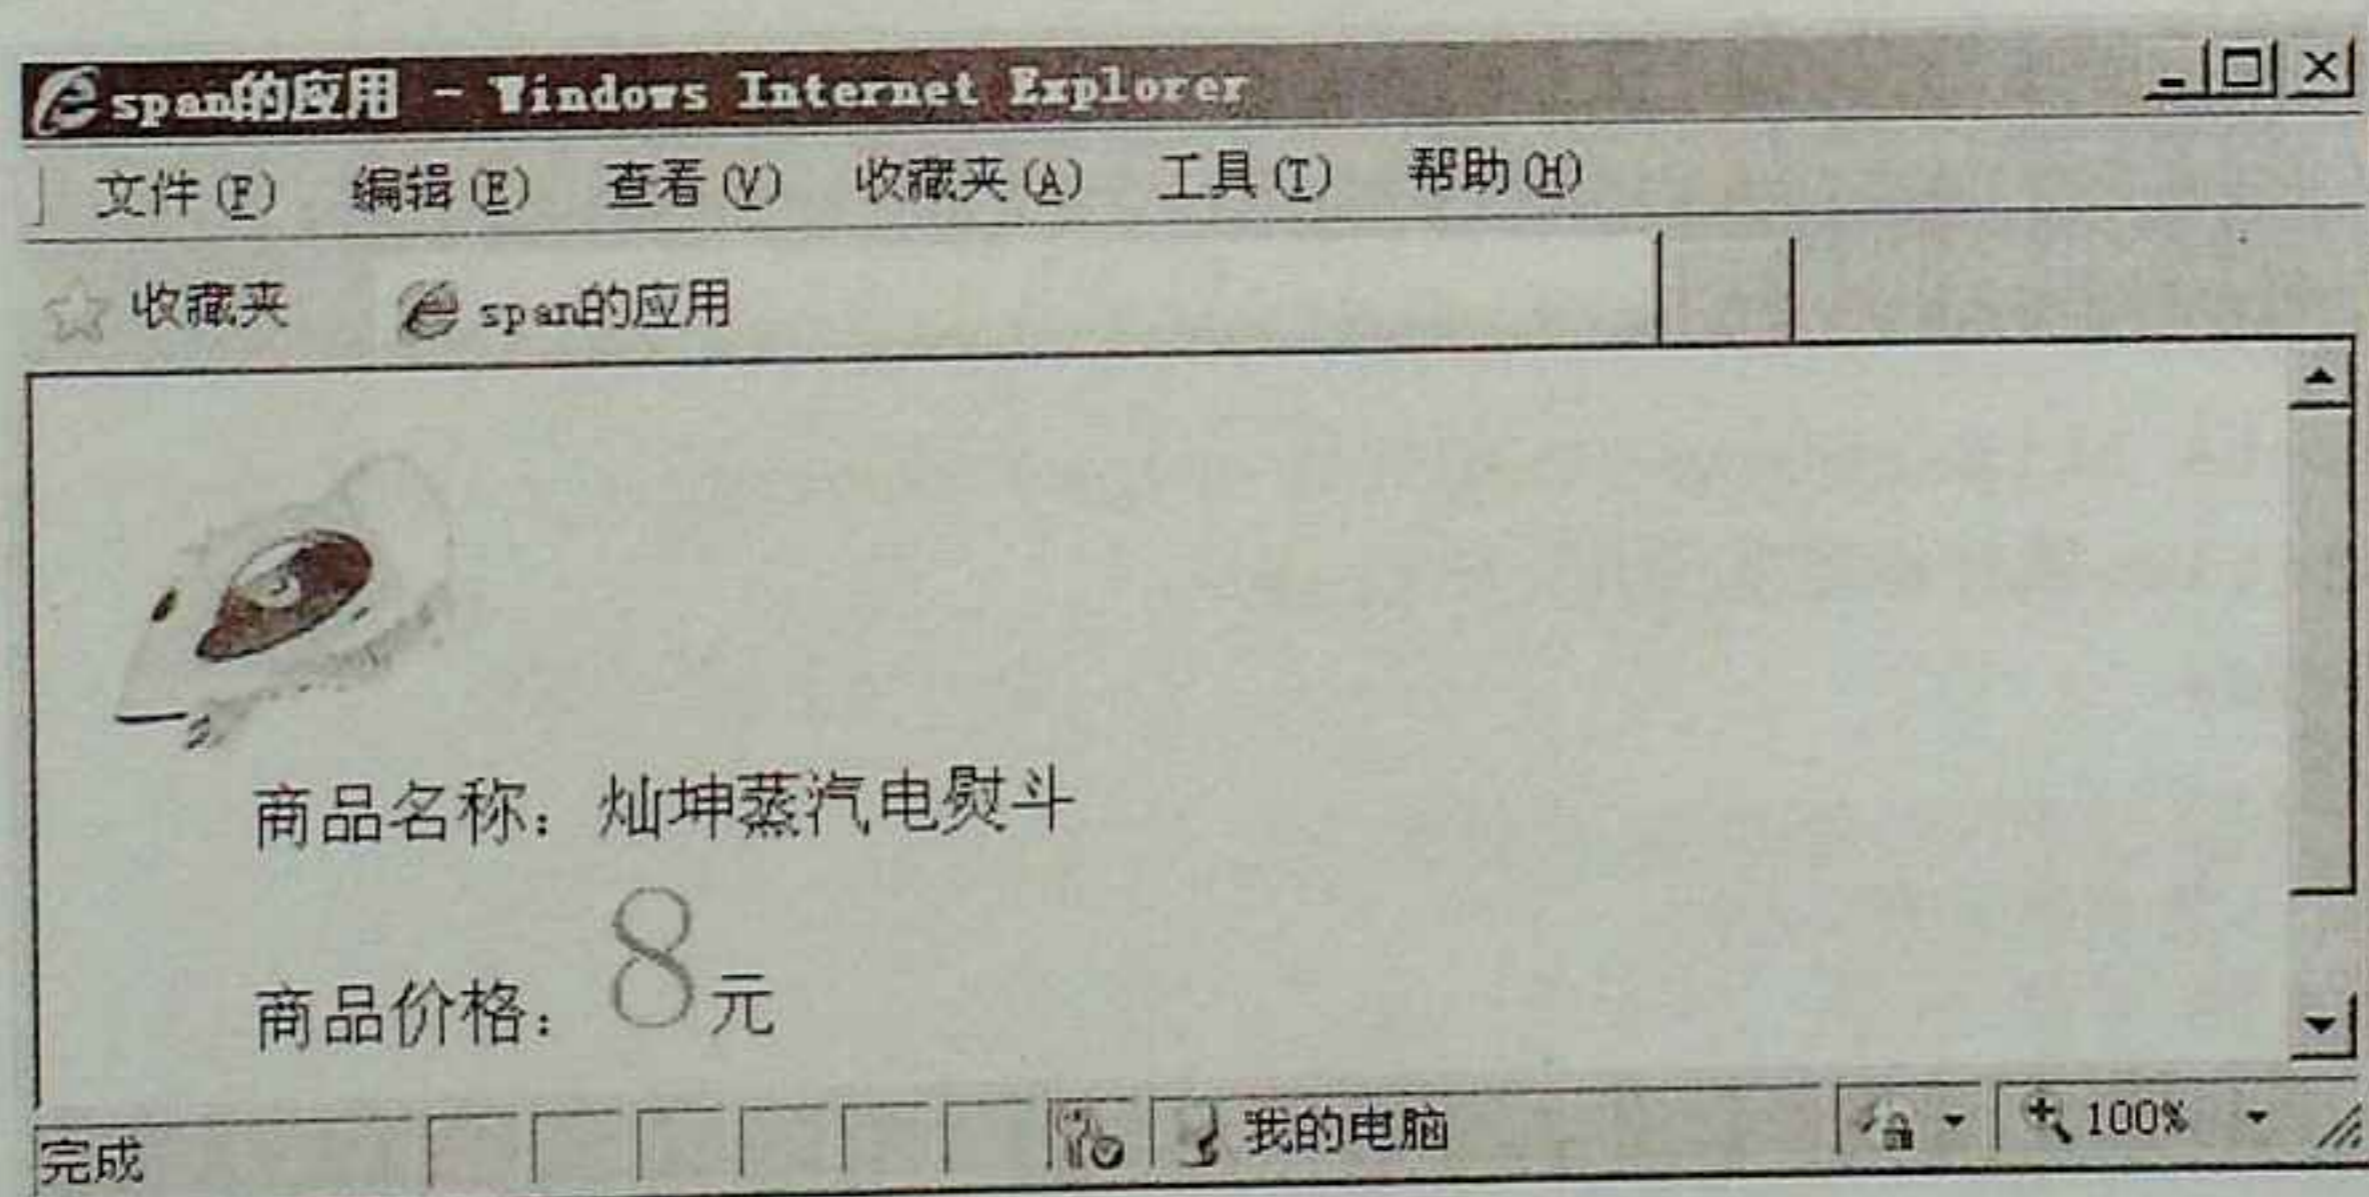 span的应用 - Windows Internet Explorer
文件(F) 编辑(E) 查看(V) 收藏夹(A) 工具(T) 帮助(H)
收藏夹 span的应用
商品名称：灿坤蒸汽电熨斗
商品价格：8元
完成 我的电脑 100%